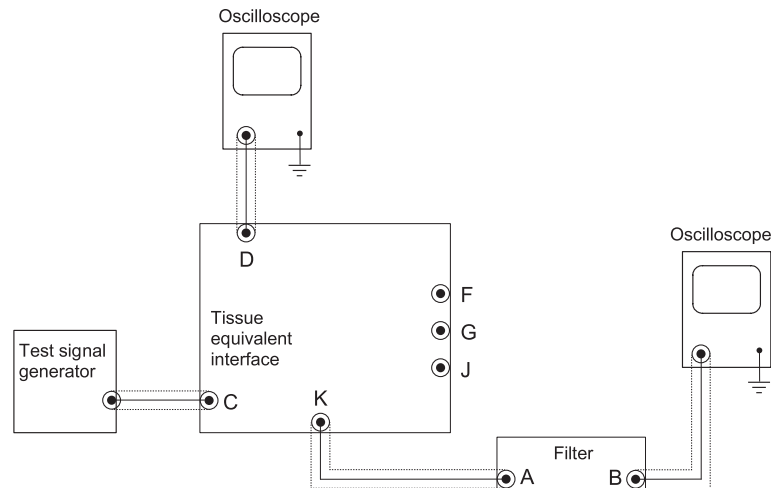 Oscilloscope
Oscilloscope
D
Tissue
equivalent
interface
F
G
J
Test signal
generator
C
K
Filter
A
B